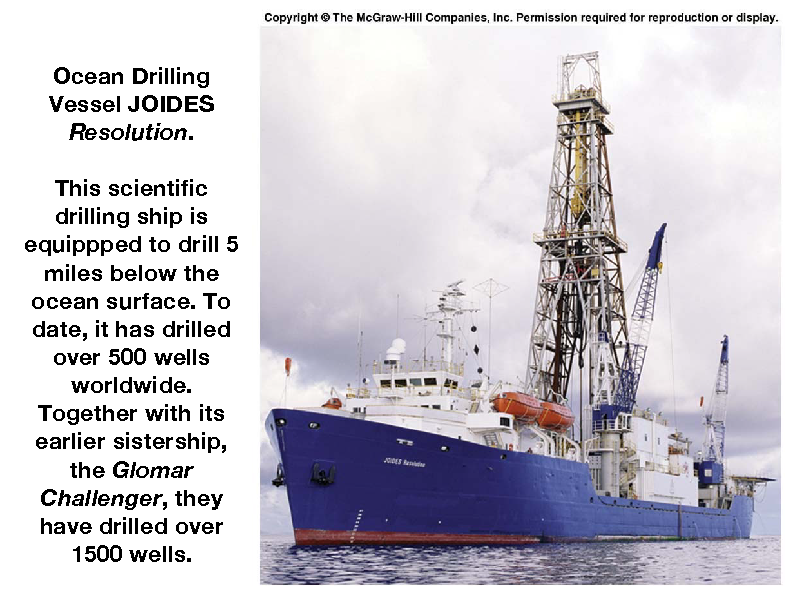 Copyright © The McGraw-Hill Companies, Inc. Permission required for reproduction or display.
Ocean Drilling
Vessel JOIDES
Resolution.
This scientific
drilling ship is
equippped to drill 5
miles below the
ocean surface. To
date, it has drilled
over 500 wells
worldwide.
Together with its
earlier sistership,
the Glomar
Challenger, they
have drilled over
1500 wells.
JOIDES Resolution